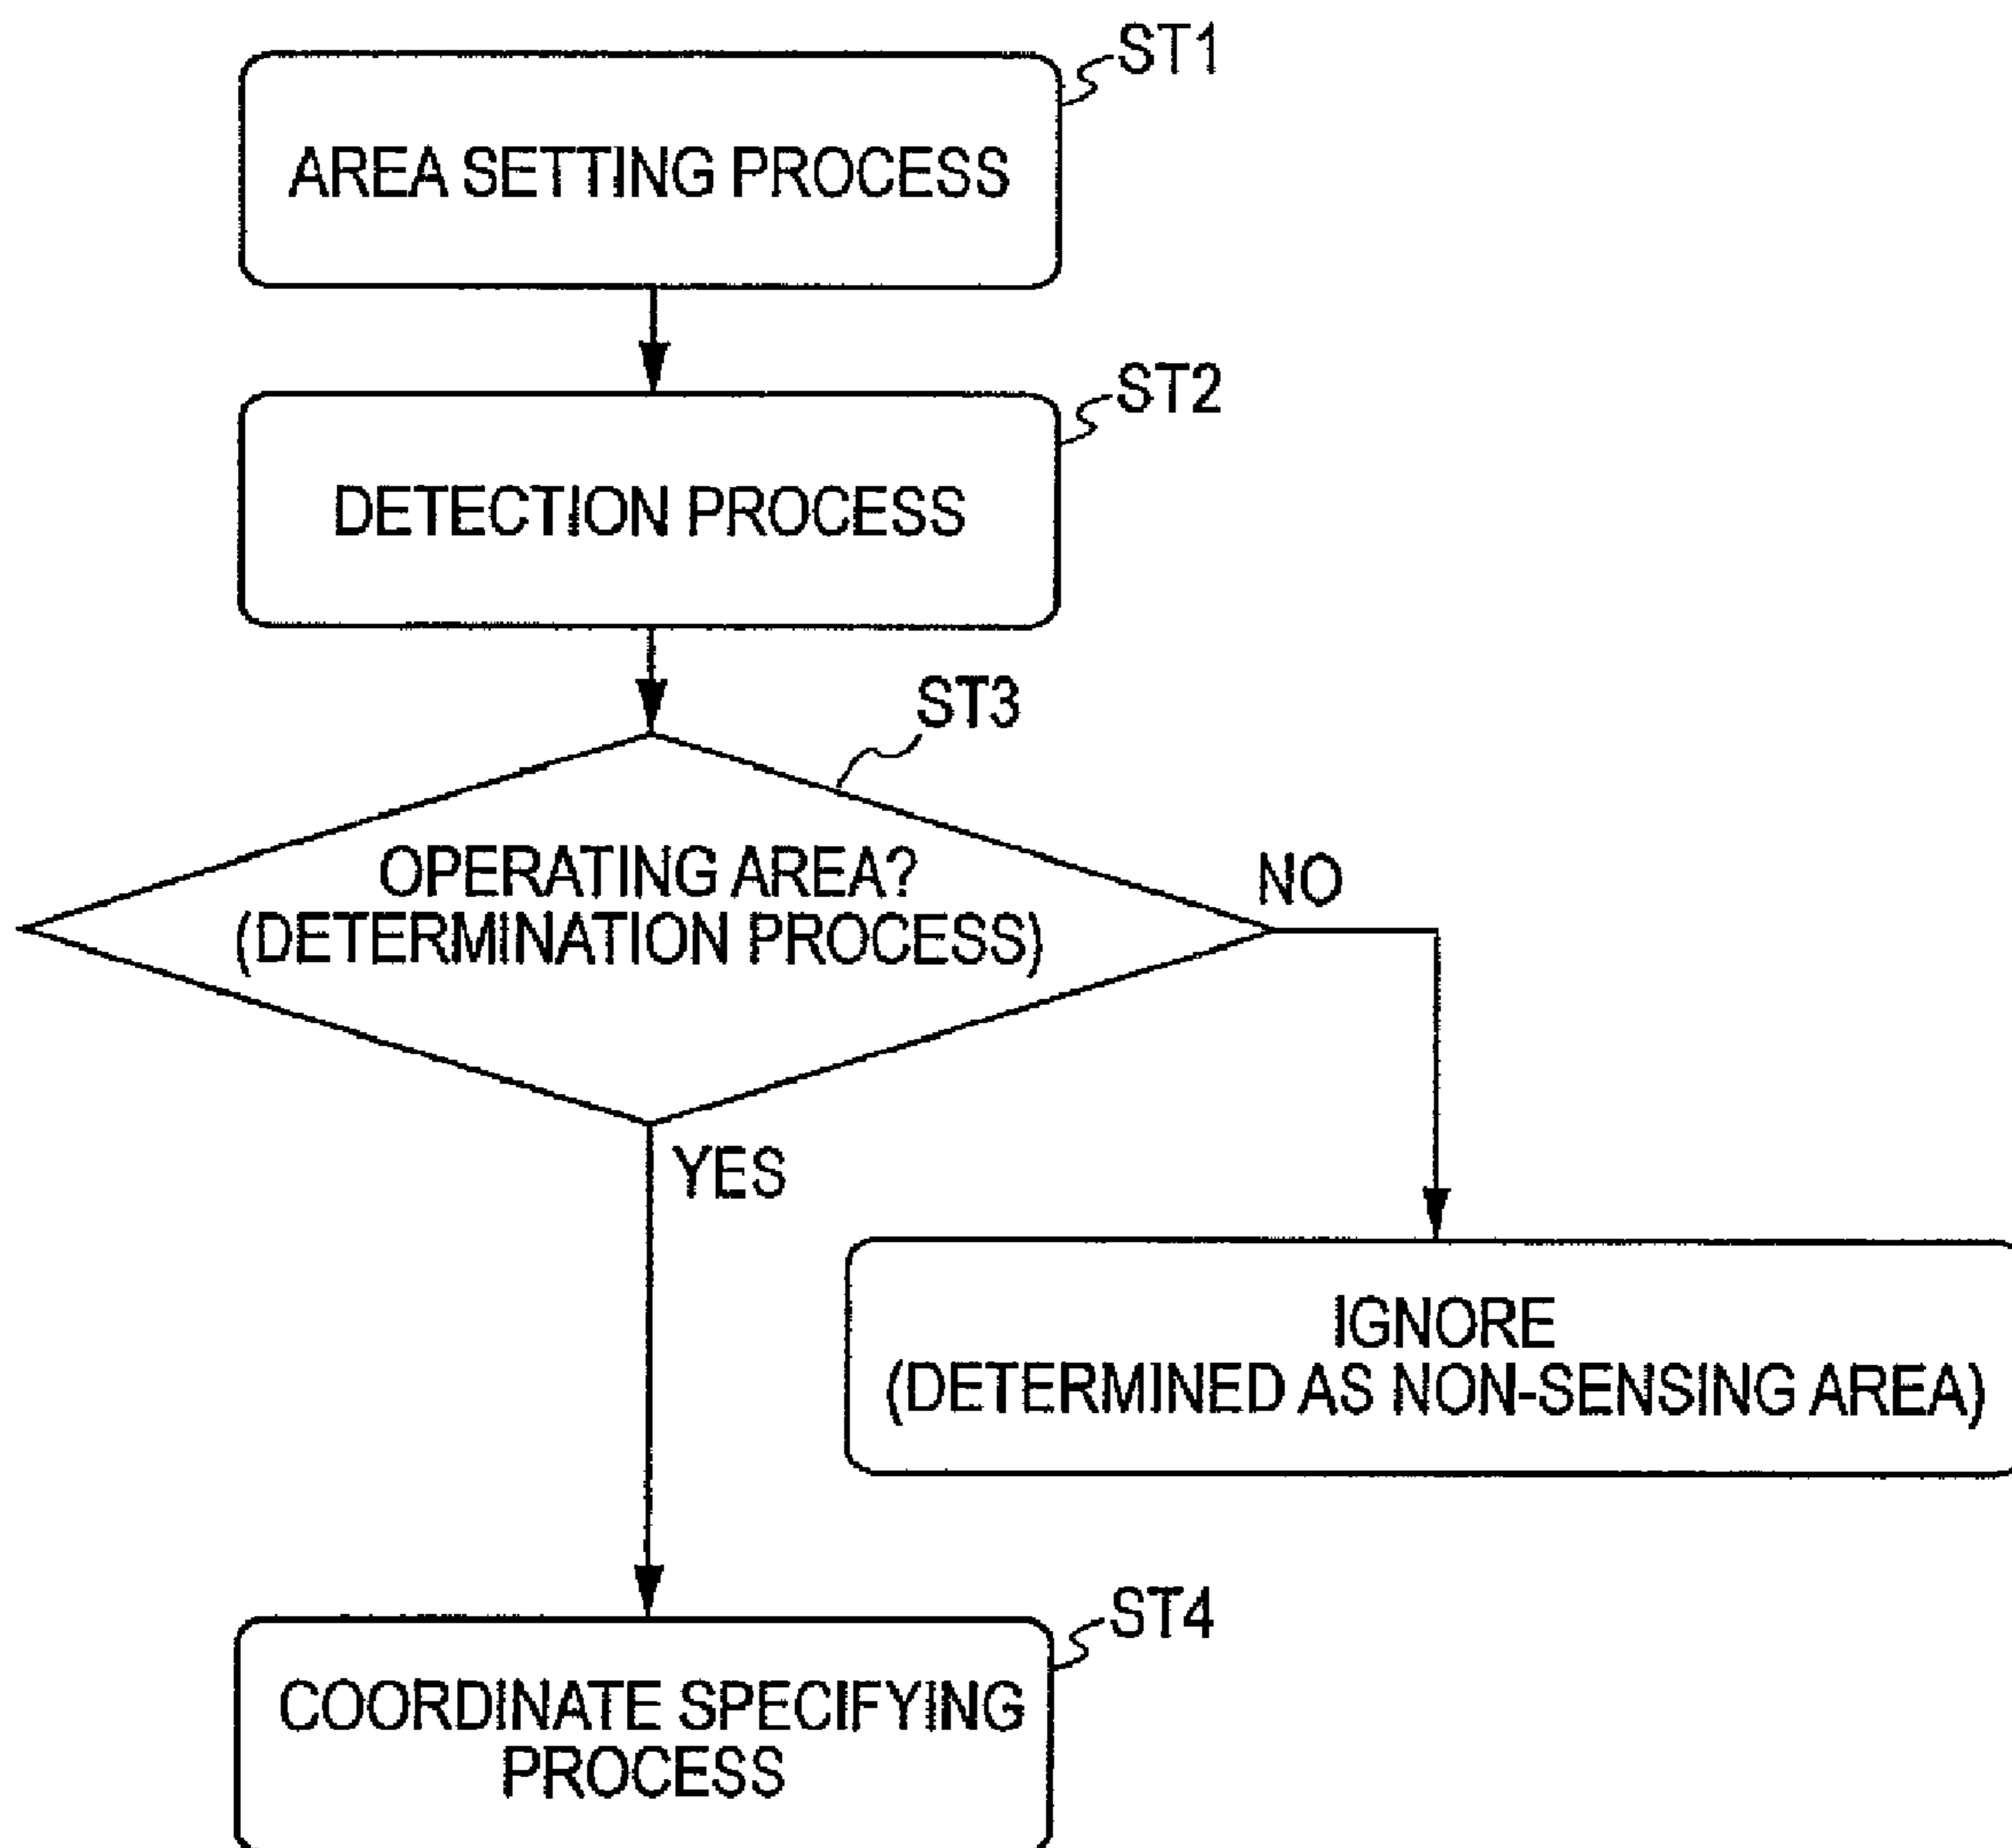 ST1
AREA SETTING PROCESS
ST2
DETECTION PROCESS
ST3
OPERATING AREA?
(DETERMINATION PROCESS)
NO
YES
IGNORE
(DETERMINED AS NON-SENSING AREA)
ST4
COORDINATE SPECIFYING
PROCESS